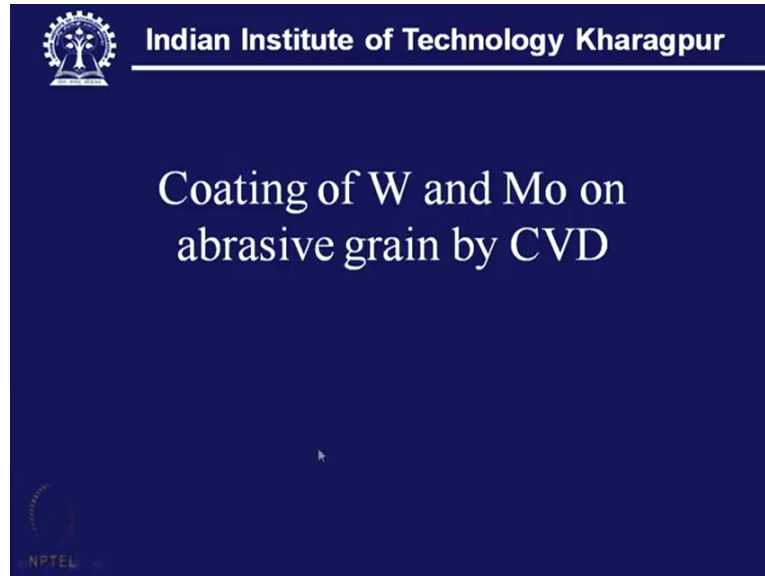 Indian Institute of Technology Kharagpur
Coating of W and Mo on
abrasive grain by CVD
NPTEL